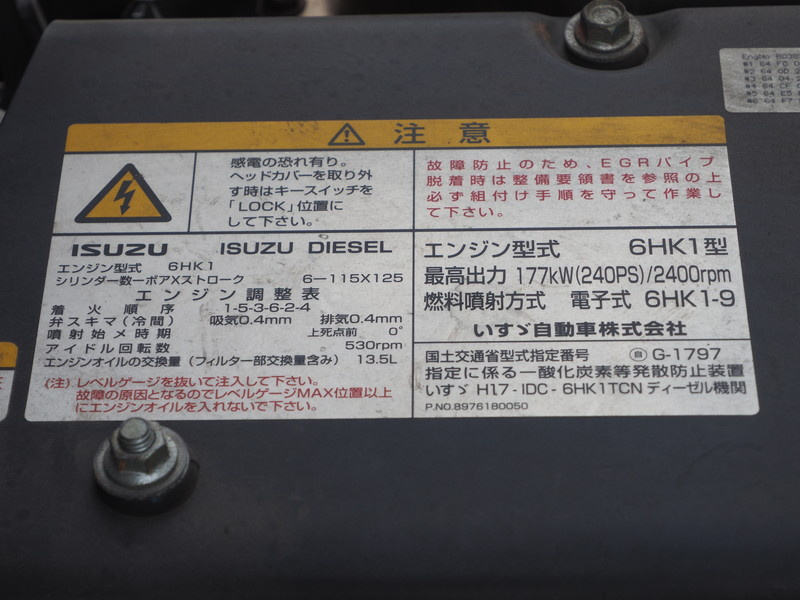 注意
感電の恐れ有り。
ヘッドカバーを取り外
す時はキースイッチを
「LOCK」位置に
して下さい。
故障防止のため、EGRパイプ
脱着時は整備要領書を参照の上
必ず組付け手順を守って作業し
て下さい。
ISUZU ISUZU DIESEL
エンジン型式 6HK1
シリンダー数ーボアXストローク 6-115X125
エンジン調整表
着火順序 1-5-3-6-2-4
弁スキマ(冷間) 吸気0.4mm 排気0.4mm
噴射始メ時期 上死点前 0°
アイドル回転数 530rpm
エンジンオイルの交換量(フィルター部交換量含み) 13.5L
(注)レベルゲージを抜いて注入して下さい。
故障の原因となるのでレベルゲージMAX位置以上
にエンジンオイルを入れないで下さい。
エンジン型式 6HK1型
最高出力 177kW(240PS)/2400rpm
燃料噴射方式 電子式 6HK1-9
いすゞ自動車株式会社
国土交通省型式指定番号 自 G-1797
指定に係る一酸化炭素等発散防止装置
いすゞ H17-IDC-6HK1TCN ディーゼル機関
P.NO.8976180050
EngNo
#1 64
#2 64
#3 64
#4 64
#5 64
#6 64